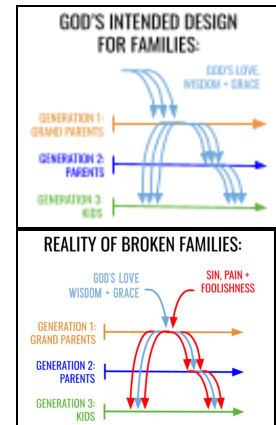 GOD'S INTENDED DESIGN
FOR FAMILIES:
GOD'S LOVE,
WISDOM + GRACE
GENERATION 1:
GRAND PARENTS
GENERATION 2:
PARENTS
GENERATION 3:
KIDS
REALITY OF BROKEN FAMILIES:
GOD'S LOVE
WISDOM + GRACE
SIN, PAIN +
FOOLISHNESS
GENERATION 1:
GRAND PARENTS
GENERATION 2:
PARENTS
GENERATION 3:
KIDS